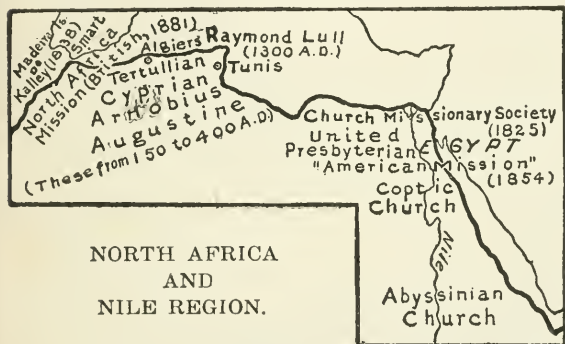 Madeira Is.
Kalley (1838)
Smart
North Africa
Mission (British, 1881)
Algiers
Raymond Lull
(1300 A.D.)
Tunis
Tertullian
Cyprian
Arnobius
Augustine
(These from 150 to 400 A.D.)
Church Missionary Society
(1825)
United
Presbyterian
EGYPT
"American Mission"
(1854)
Coptic
Church
Nile
Abyssinian
Church
NORTH AFRICA
AND
NILE REGION.